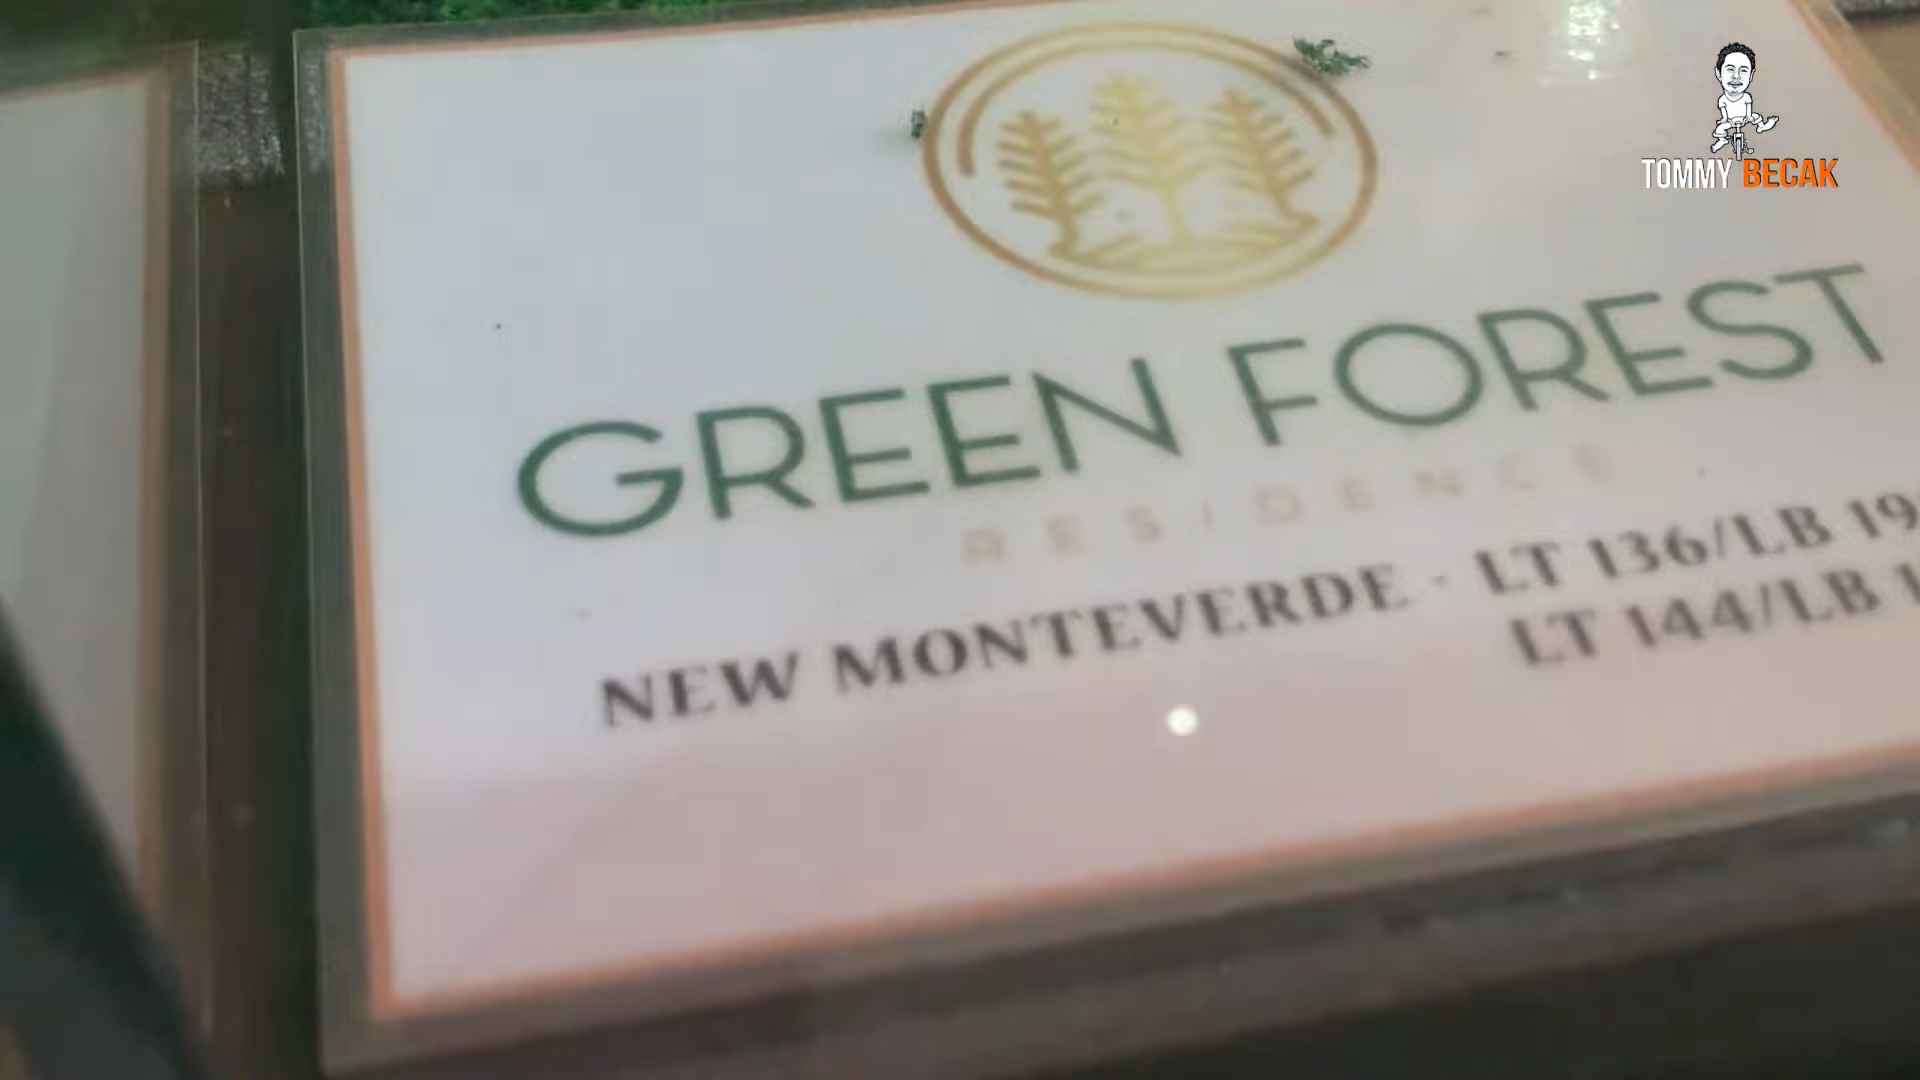 TOMMY BECAK
GREEN FOREST
RESIDENCE
NEW MONTEVERDE - LT 136/LB
LT 144/LB